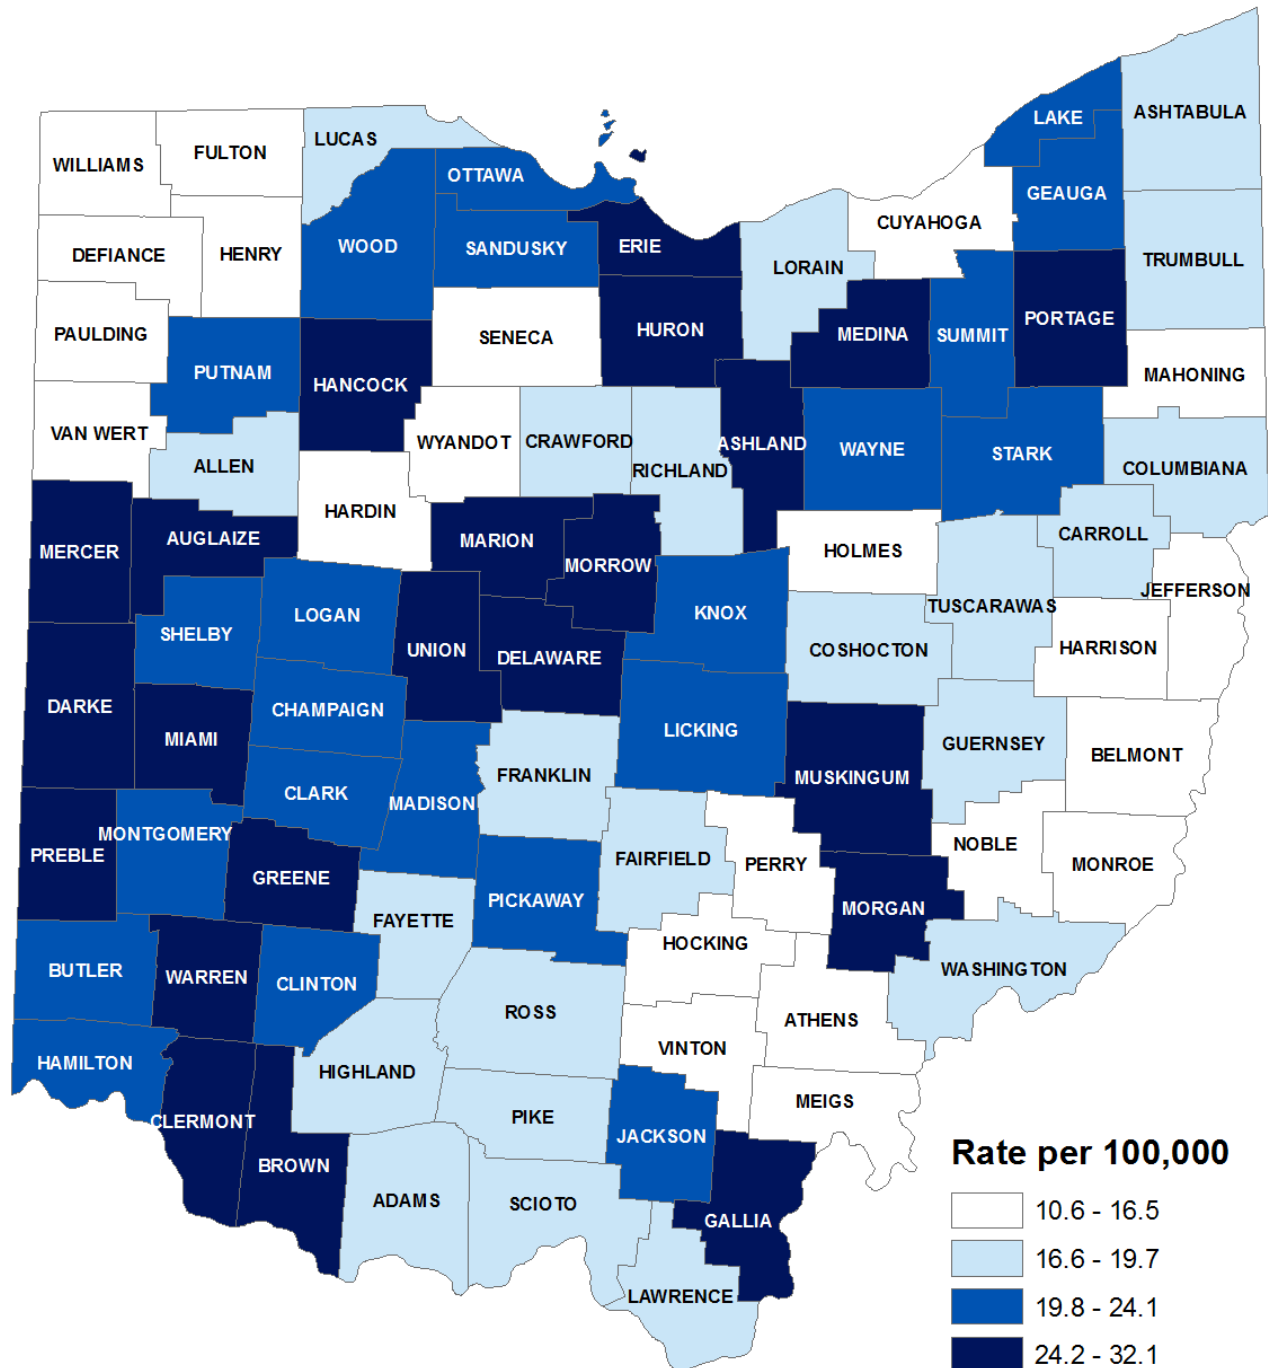 LAKE
ASHTABULA
LUCAS
FULTON
WILLIAMS
OTTAWA
GEAUGA
CUYAHOGA
WOOD
SANDUSKY
ERIE
DEFIANCE
HENRY
LORAIN
TRUMBULL
PAULDING
SENECA
HURON
MEDINA
SUMMIT
PORTAGE
PUTNAM
HANCOCK
MAHONING
VAN WERT
WYANDOT
CRAWFORD
ASHLAND
WAYNE
STARK
ALLEN
RICHLAND
COLUMBIANA
HARDIN
MERCER
AUGLAIZE
MARION
MORROW
HOLMES
CARROLL
JEFFERSON
LOGAN
KNOX
TUSCARAWAS
SHELBY
UNION
DELAWARE
COSHOCTON
HARRISON
DARKE
CHAMPAIGN
MIAMI
LICKING
GUERNSEY
BELMONT
FRANKLIN
MUSKINGUM
CLARK
MADISON
MONTGOMERY
PREBLE
FAIRFIELD
PERRY
NOBLE
MONROE
GREENE
PICKAWAY
MORGAN
FAYETTE
HOCKING
BUTLER
WARREN
CLINTON
WASHINGTON
ROSS
ATHENS
HAMILTON
HIGHLAND
VINTON
MEIGS
CLERMONT
PIKE
JACKSON
BROWN
ADAMS
SCIOTO
GALLIA
LAWRENCE
Rate per 100,000
10.6 - 16.5
16.6 - 19.7
19.8 - 24.1
24.2 - 32.1